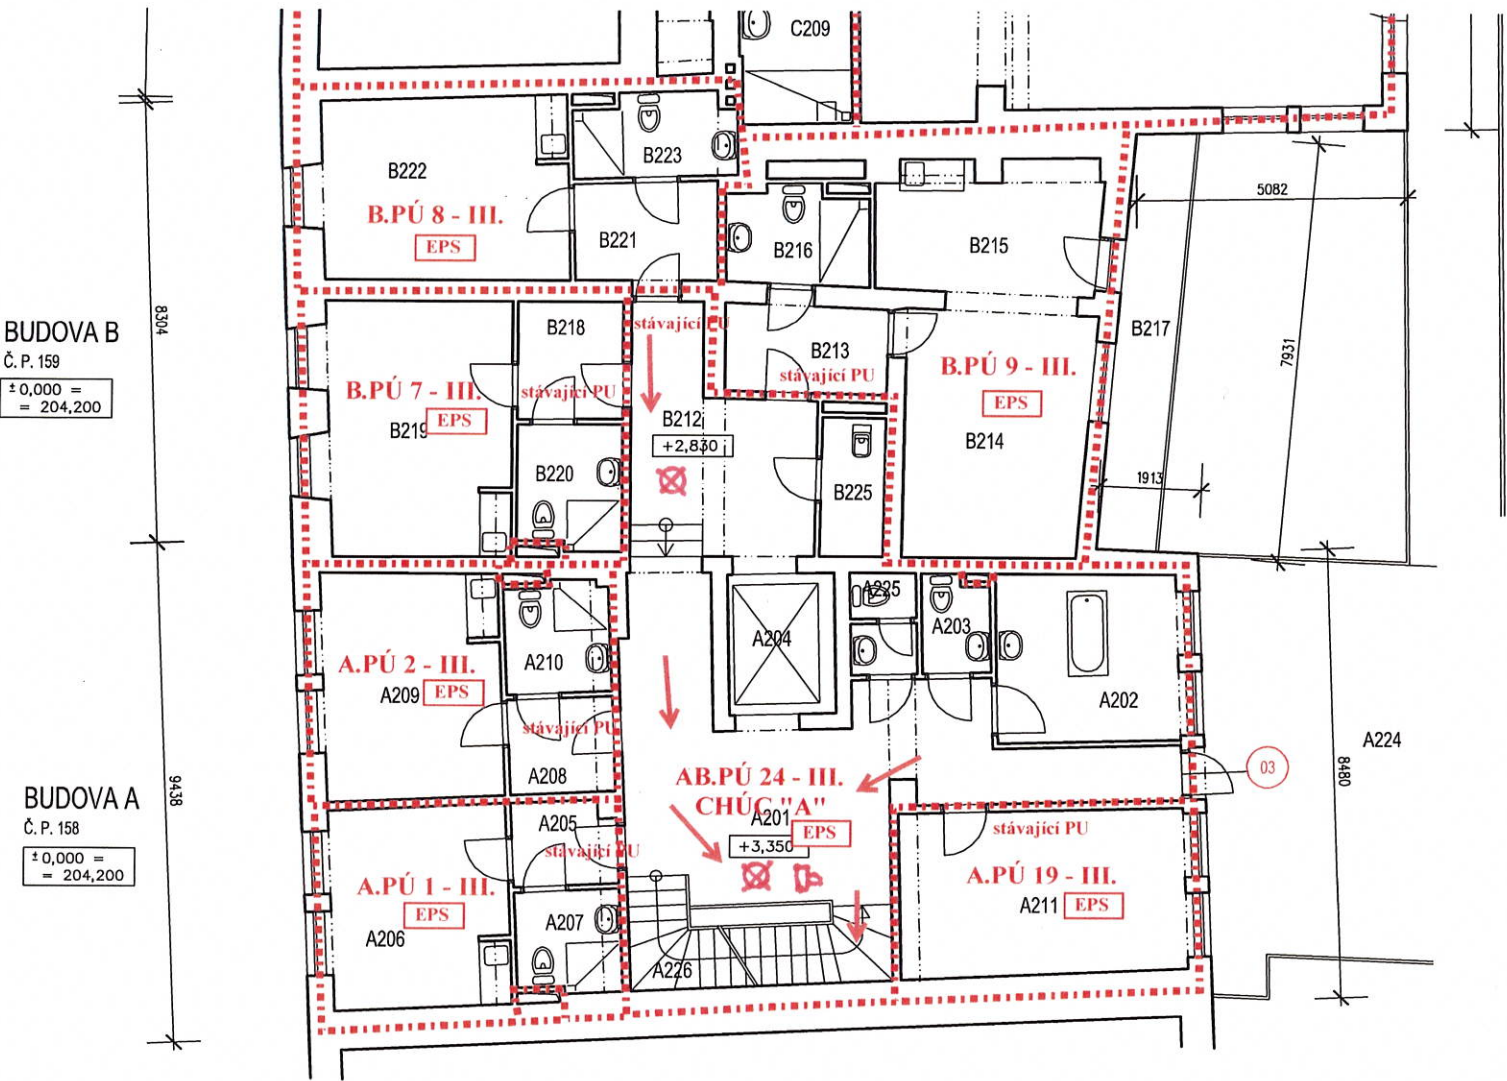 C209
B222
B223
B.PÚ 8 - III.
EPS
B221
B216
B215
5082
8304
BUDOVA B
Č. P. 159
±0,000 =
= 204,200
B218
stávající PU
B213
stávající PU
B217
7931
B.PÚ 7 - III.
EPS
B219
stávající PU
B212
+2,830
B.PÚ 9 - III.
EPS
B214
B220
B225
1913
A.PÚ 2 - III.
A209
EPS
A210
A204
A225
A203
A202
A224
stávající PU
A208
AB.PÚ 24 - III.
CHÚC "A"
A201
EPS
+3,350
03
8480
9438
BUDOVA A
Č. P. 158
±0,000 =
= 204,200
A205
stávající PU
stávající PU
A.PÚ 1 - III.
EPS
A206
A207
A226
A.PÚ 19 - III.
A211
EPS